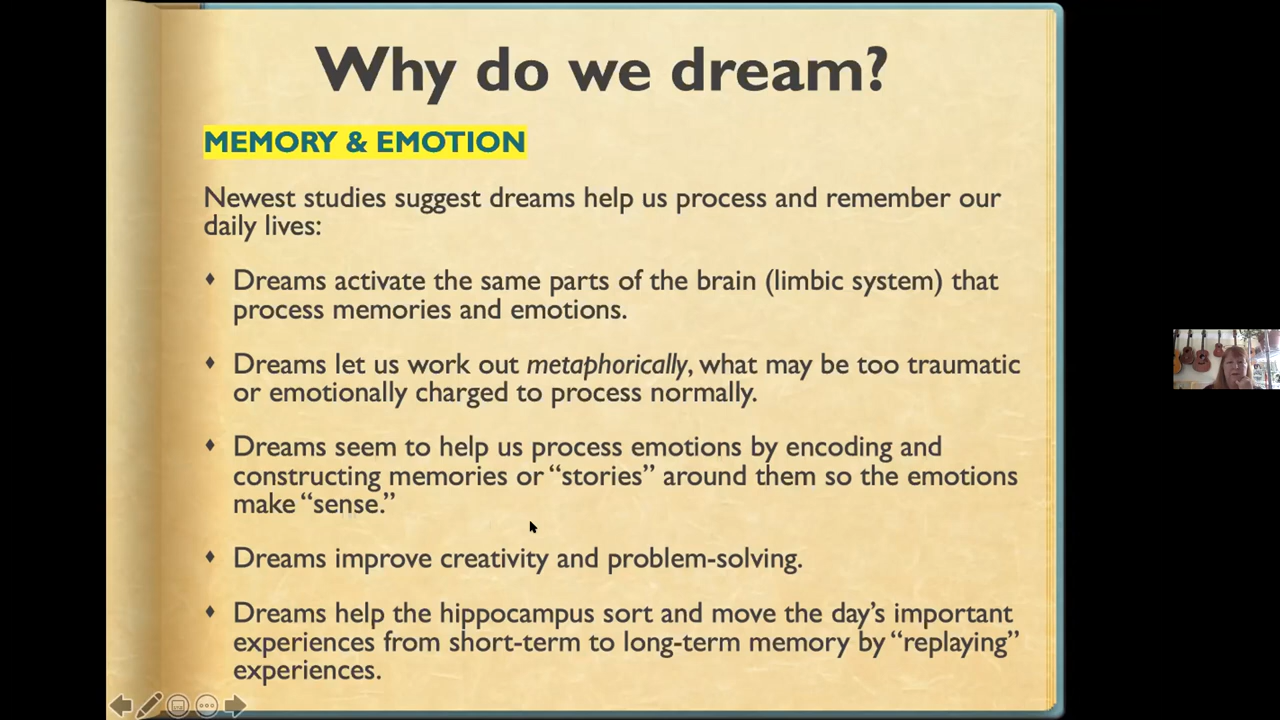 Why do we dream?
MEMORY & EMOTION
Newest studies suggest dreams help us process and remember our
daily lives:
♦ Dreams activate the same parts of the brain (limbic system) that
process memories and emotions.
♦ Dreams let us work out metaphorically, what may be too traumatic
or emotionally charged to process normally.
♦ Dreams seem to help us process emotions by encoding and
constructing memories or “stories” around them so the emotions
make “sense.”
♦ Dreams improve creativity and problem-solving.
♦ Dreams help the hippocampus sort and move the day’s important
experiences from short-term to long-term memory by “replaying”
experiences.